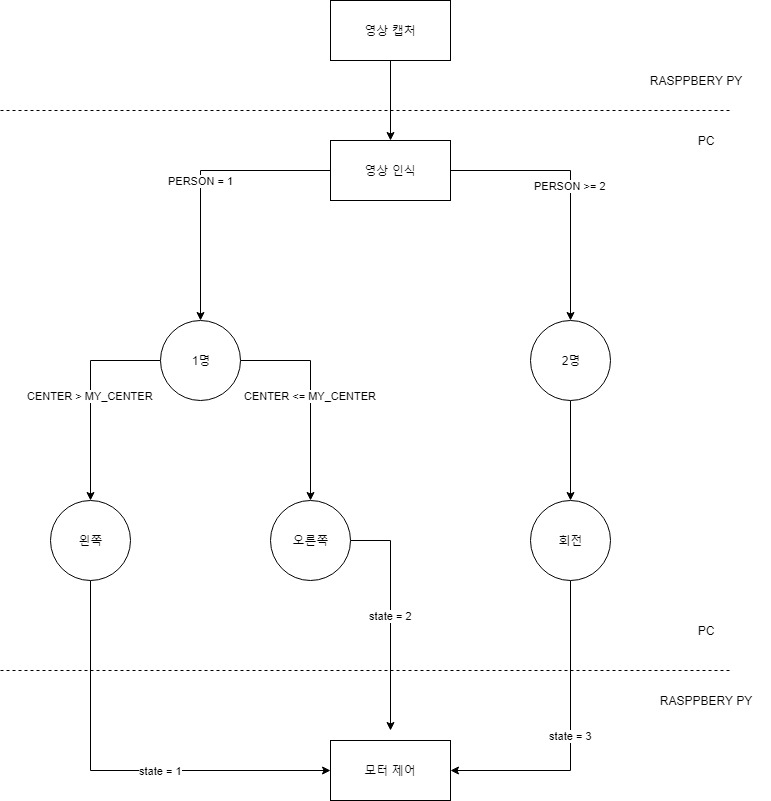 영상 캡처
RASPPBERY PY
PC
영상 인식
PERSON = 1
PERSON >= 2
1명
2명
CENTER > MY_CENTER
CENTER <= MY_CENTER
왼쪽
오른쪽
회전
state = 2
PC
RASPPBERY PY
state = 3
state = 1
모터 제어